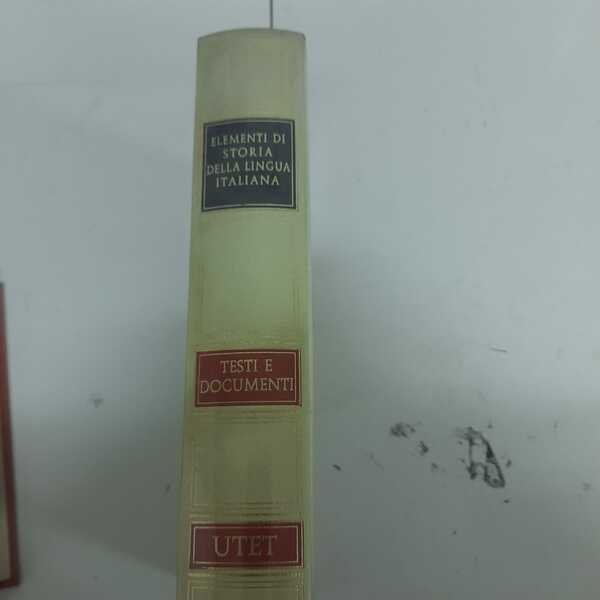 ELEMENTI DI
STORIA
DELLA LINGUA
ITALIANA
TESTI E
DOCUMENTI
UTET